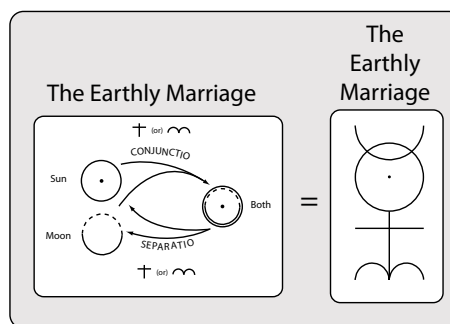 The Earthly Marriage
The
Earthly
Marriage
(or)
CONJUNCTIO
Sun
Both
Moon
SEPARATIO
(or)
=